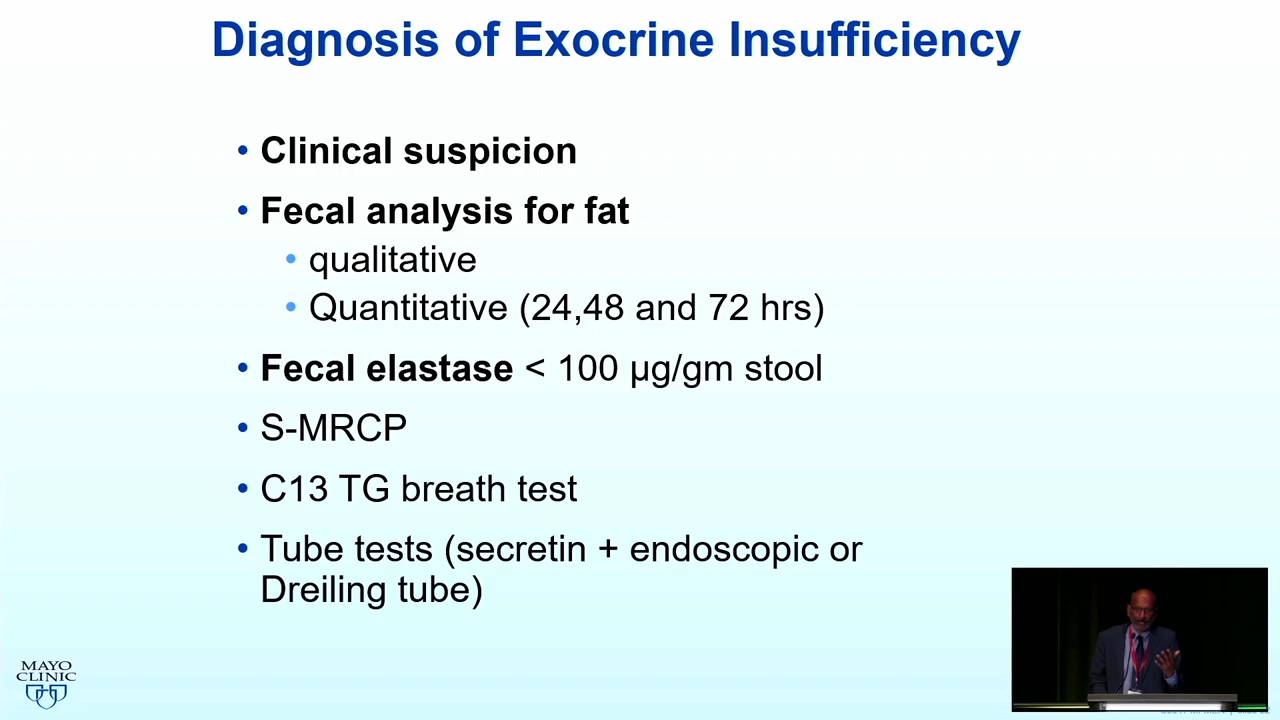 Diagnosis of Exocrine Insufficiency
• Clinical suspicion
• Fecal analysis for fat
• qualitative
• Quantitative (24,48 and 72 hrs)
• Fecal elastase < 100 µg/gm stool
• S-MRCP
• C13 TG breath test
• Tube tests (secretin + endoscopic or
Dreiling tube)
MAYO
CLINIC